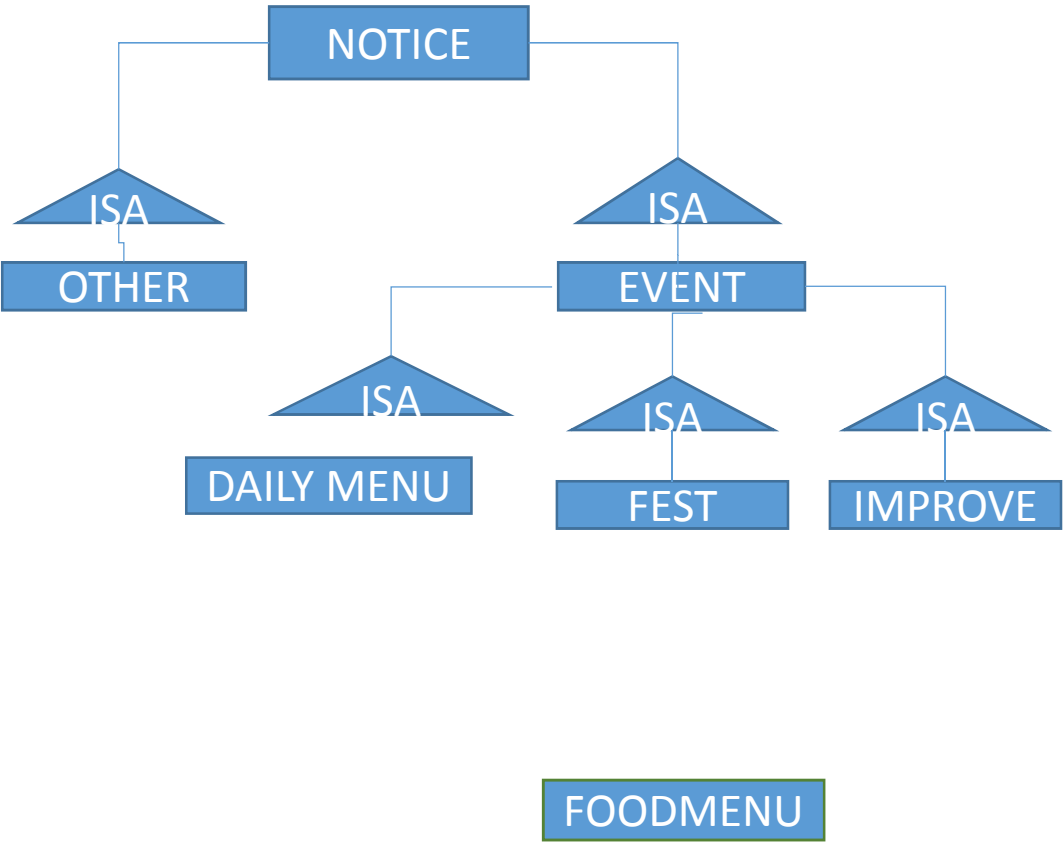 NOTICE
ISA
ISA
OTHER
EVENT
ISA
ISA
ISA
DAILY MENU
FEST
IMPROVE
FOODMENU